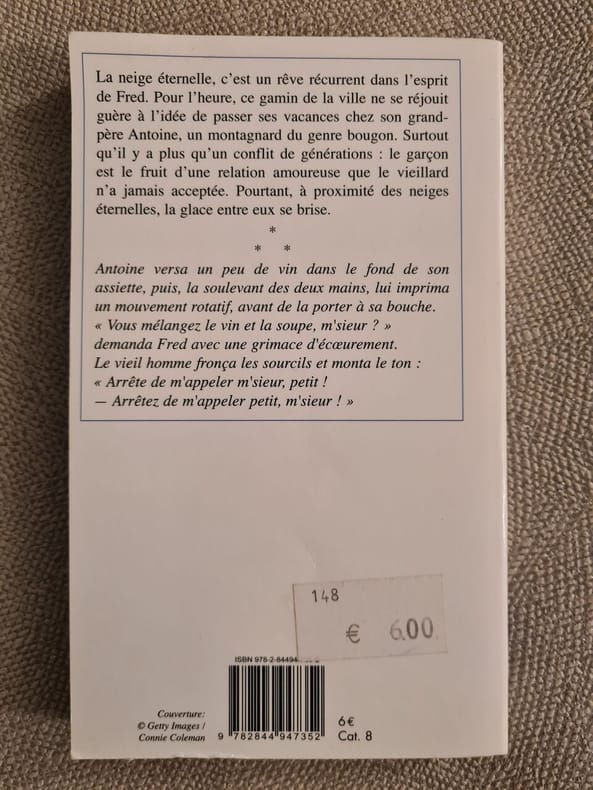 La neige éternelle, c'est un rêve récurrent dans l'esprit
de Fred. Pour l'heure, ce gamin de la ville ne se réjouit
guère à l'idée de passer ses vacances chez son grand-
père Antoine, un montagnard du genre bougon. Surtout
qu'il y a plus qu'un conflit de générations : le garçon
est le fruit d'une relation amoureuse que le vieillard
n'a jamais acceptée. Pourtant, à proximité des neiges
éternelles, la glace entre eux se brise.
*
* *
Antoine versa un peu de vin dans le fond de son
assiette, puis, la soulevant des deux mains, lui imprima
un mouvement rotatif, avant de la porter à sa bouche.
« Vous mélangez le vin et la soupe, m'sieur ? »
demanda Fred avec une grimace d'écœurement.
Le vieil homme fronça les sourcils et monta le ton :
« Arrête de m'appeler m'sieur, petit !
— Arrêtez de m'appeler petit, m'sieur ! »
148
€ 6.00
ISBN 978-2-84494
Couverture:
© Getty Images /
Connie Coleman
9 782844 947352
6 €
Cat. 8